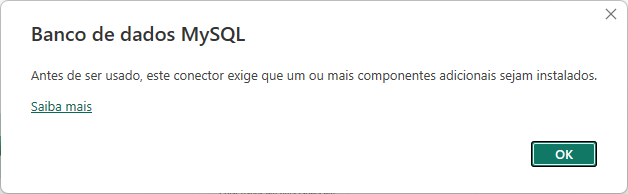 Banco de dados MySQL
Antes de ser usado, este conector exige que um ou mais componentes adicionais sejam instalados.
Saiba mais
OK